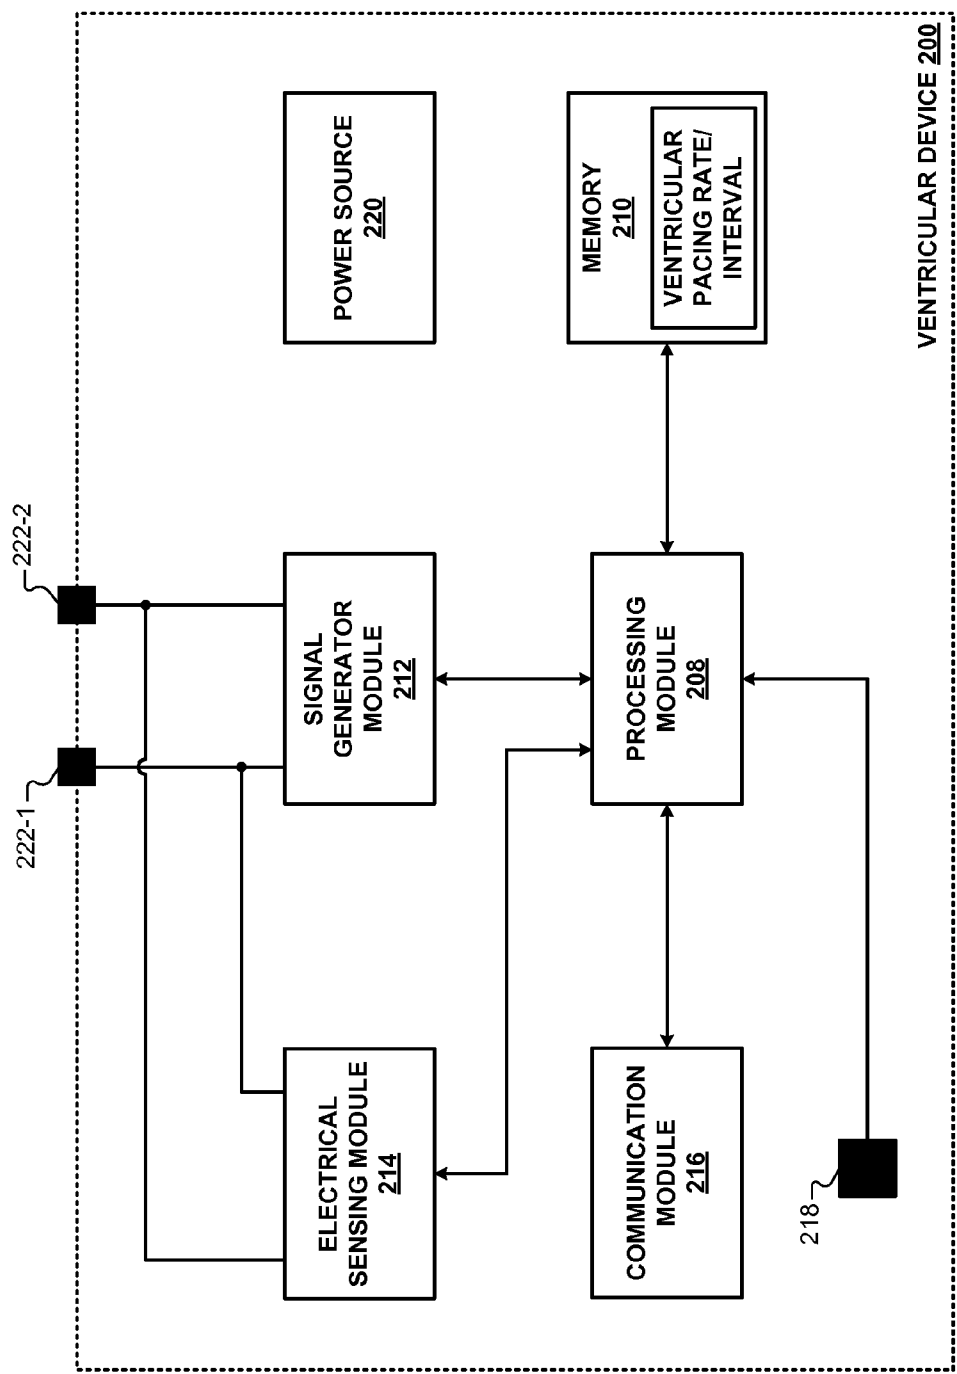 VENTRICULAR DEVICE 200
222-1
222-2
ELECTRICAL
SENSING MODULE
214
SIGNAL
GENERATOR
MODULE
212
POWER SOURCE
220
COMMUNICATION
MODULE
216
PROCESSING
MODULE
208
MEMORY
210
VENTRICULAR
PACING RATE/
INTERVAL
218